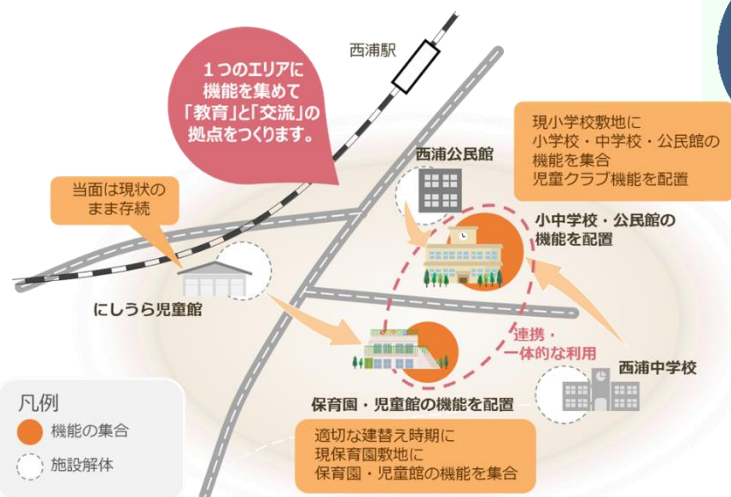 西浦駅
１つのエリアに
機能を集めて
「教育」と「交流」の
拠点をつくります。
現小学校敷地に
小学校・中学校・公民館の
機能を集合
児童クラブ機能を配置
西浦公民館
当面は現状の
まま存続
小中学校・公民館の
機能を配置
にしうら児童館
連携・
一体的な利用
西浦中学校
保育園・児童館の機能を配置
適切な建替え時期に
現保育園敷地に
保育園・児童館の機能を集合
凡例
機能の集合
施設解体